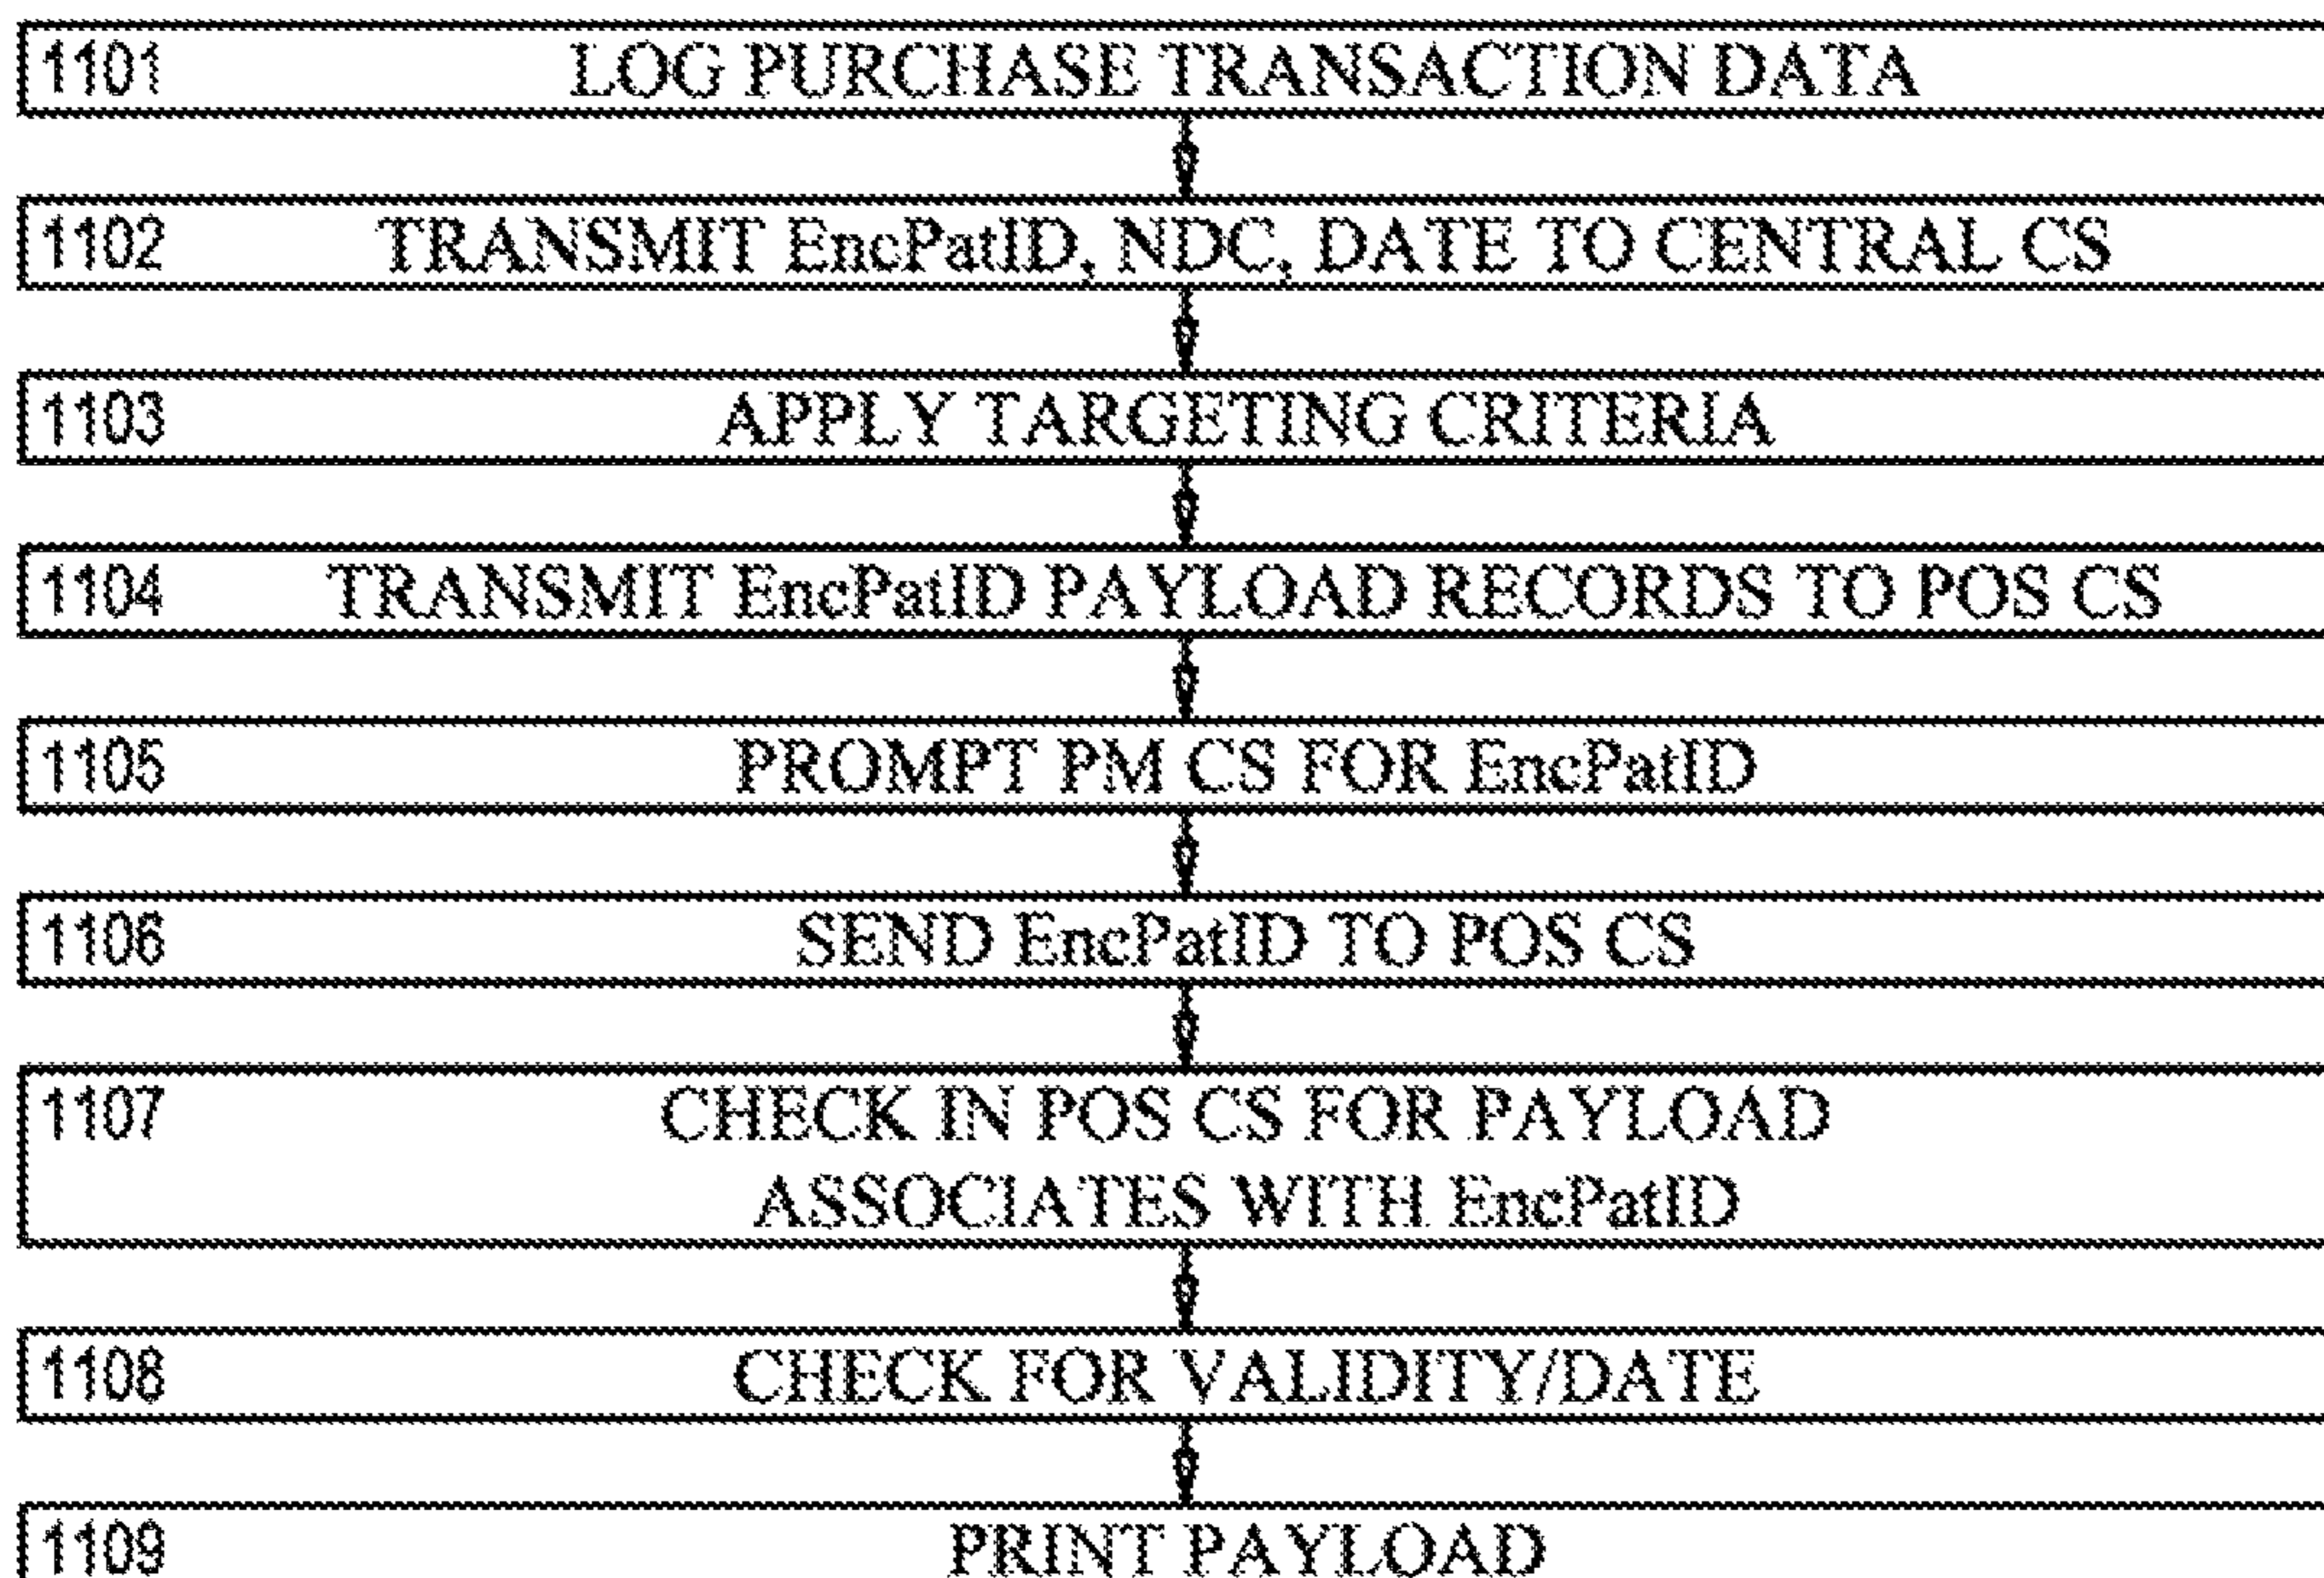 1101 LOG PURCHASE TRANSACTION DATA
1102 TRANSMIT EncPatID, NDC, DATE TO CENTRAL CS
1103 APPLY TARGETING CRITERIA
1104 TRANSMIT EncPatID PAYLOAD RECORDS TO POS CS
1105 PROMPT PM CS FOR EncPatID
1106 SEND EncPatID TO POS CS
1107 CHECK IN POS CS FOR PAYLOAD
ASSOCIATES WITH EncPatID
1108 CHECK FOR VALIDITY/DATE
1109 PRINT PAYLOAD